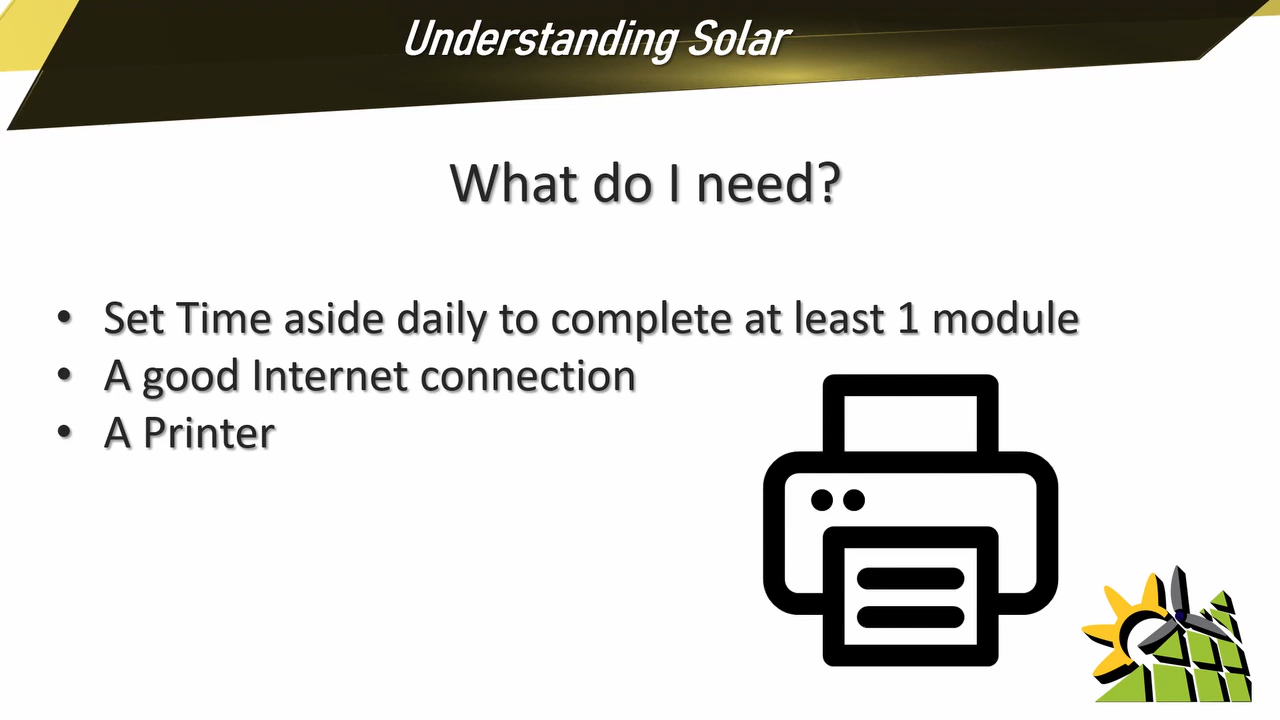 Understanding Solar
What do I need?
• Set Time aside daily to complete at least 1 module
• A good Internet connection
• A Printer